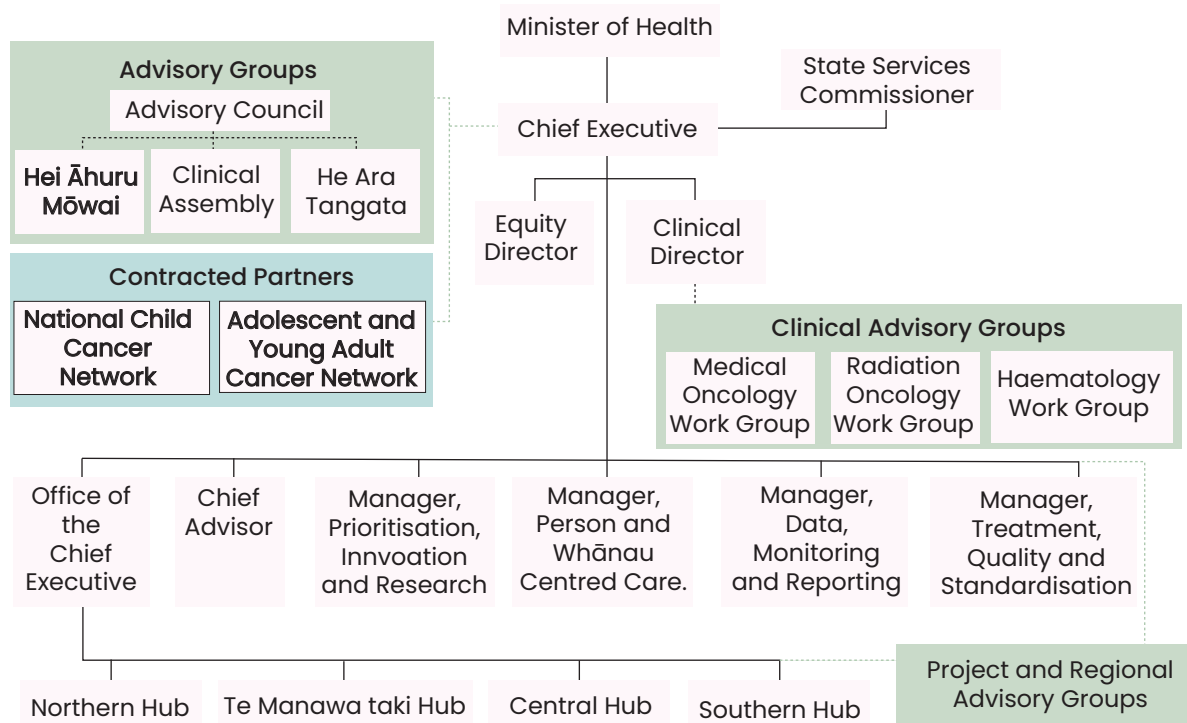 Minister of Health
State Services
Commissioner
Chief Executive
Advisory Groups
Advisory Council
Hei Āhuru
Mōwai
Clinical
Assembly
He Ara
Tangata
Equity
Director
Clinical
Director
Contracted Partners
National Child
Cancer
Network
Adolescent and
Young Adult
Cancer Network
Clinical Advisory Groups
Medical
Oncology
Work Group
Radiation
Oncology
Work Group
Haematology
Work Group
Office of
the
Chief
Executive
Chief
Advisor
Manager,
Prioritisation,
Innvoation
and Research
Manager,
Person and
Whānau
Centred Care.
Manager,
Data,
Monitoring
and Reporting
Manager,
Treatment,
Quality and
Standardisation
Project and Regional
Advisory Groups
Northern Hub
Te Manawa taki Hub
Central Hub
Southern Hub